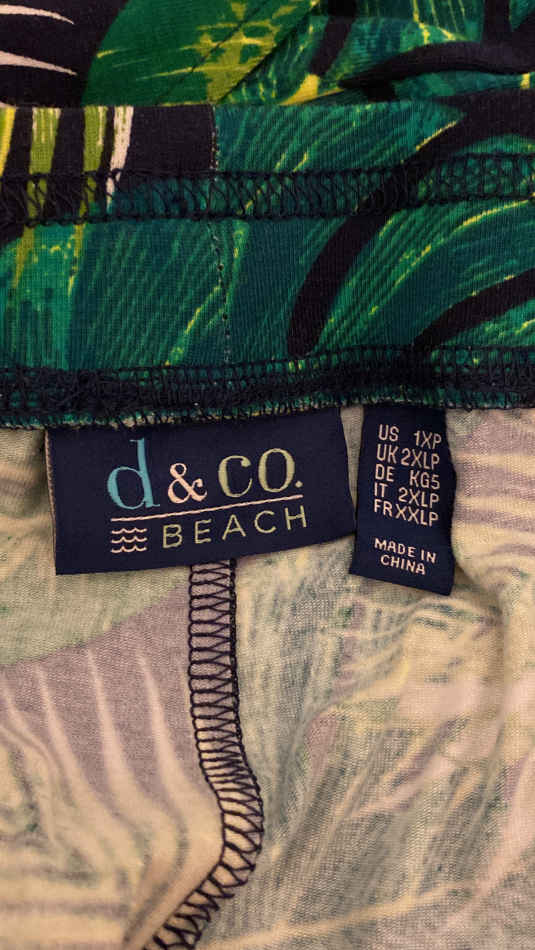 d & co.
BEACH
US 1XP
UK 2XLP
DE KG5
IT 2XLP
FR XXLP
MADE IN
CHINA